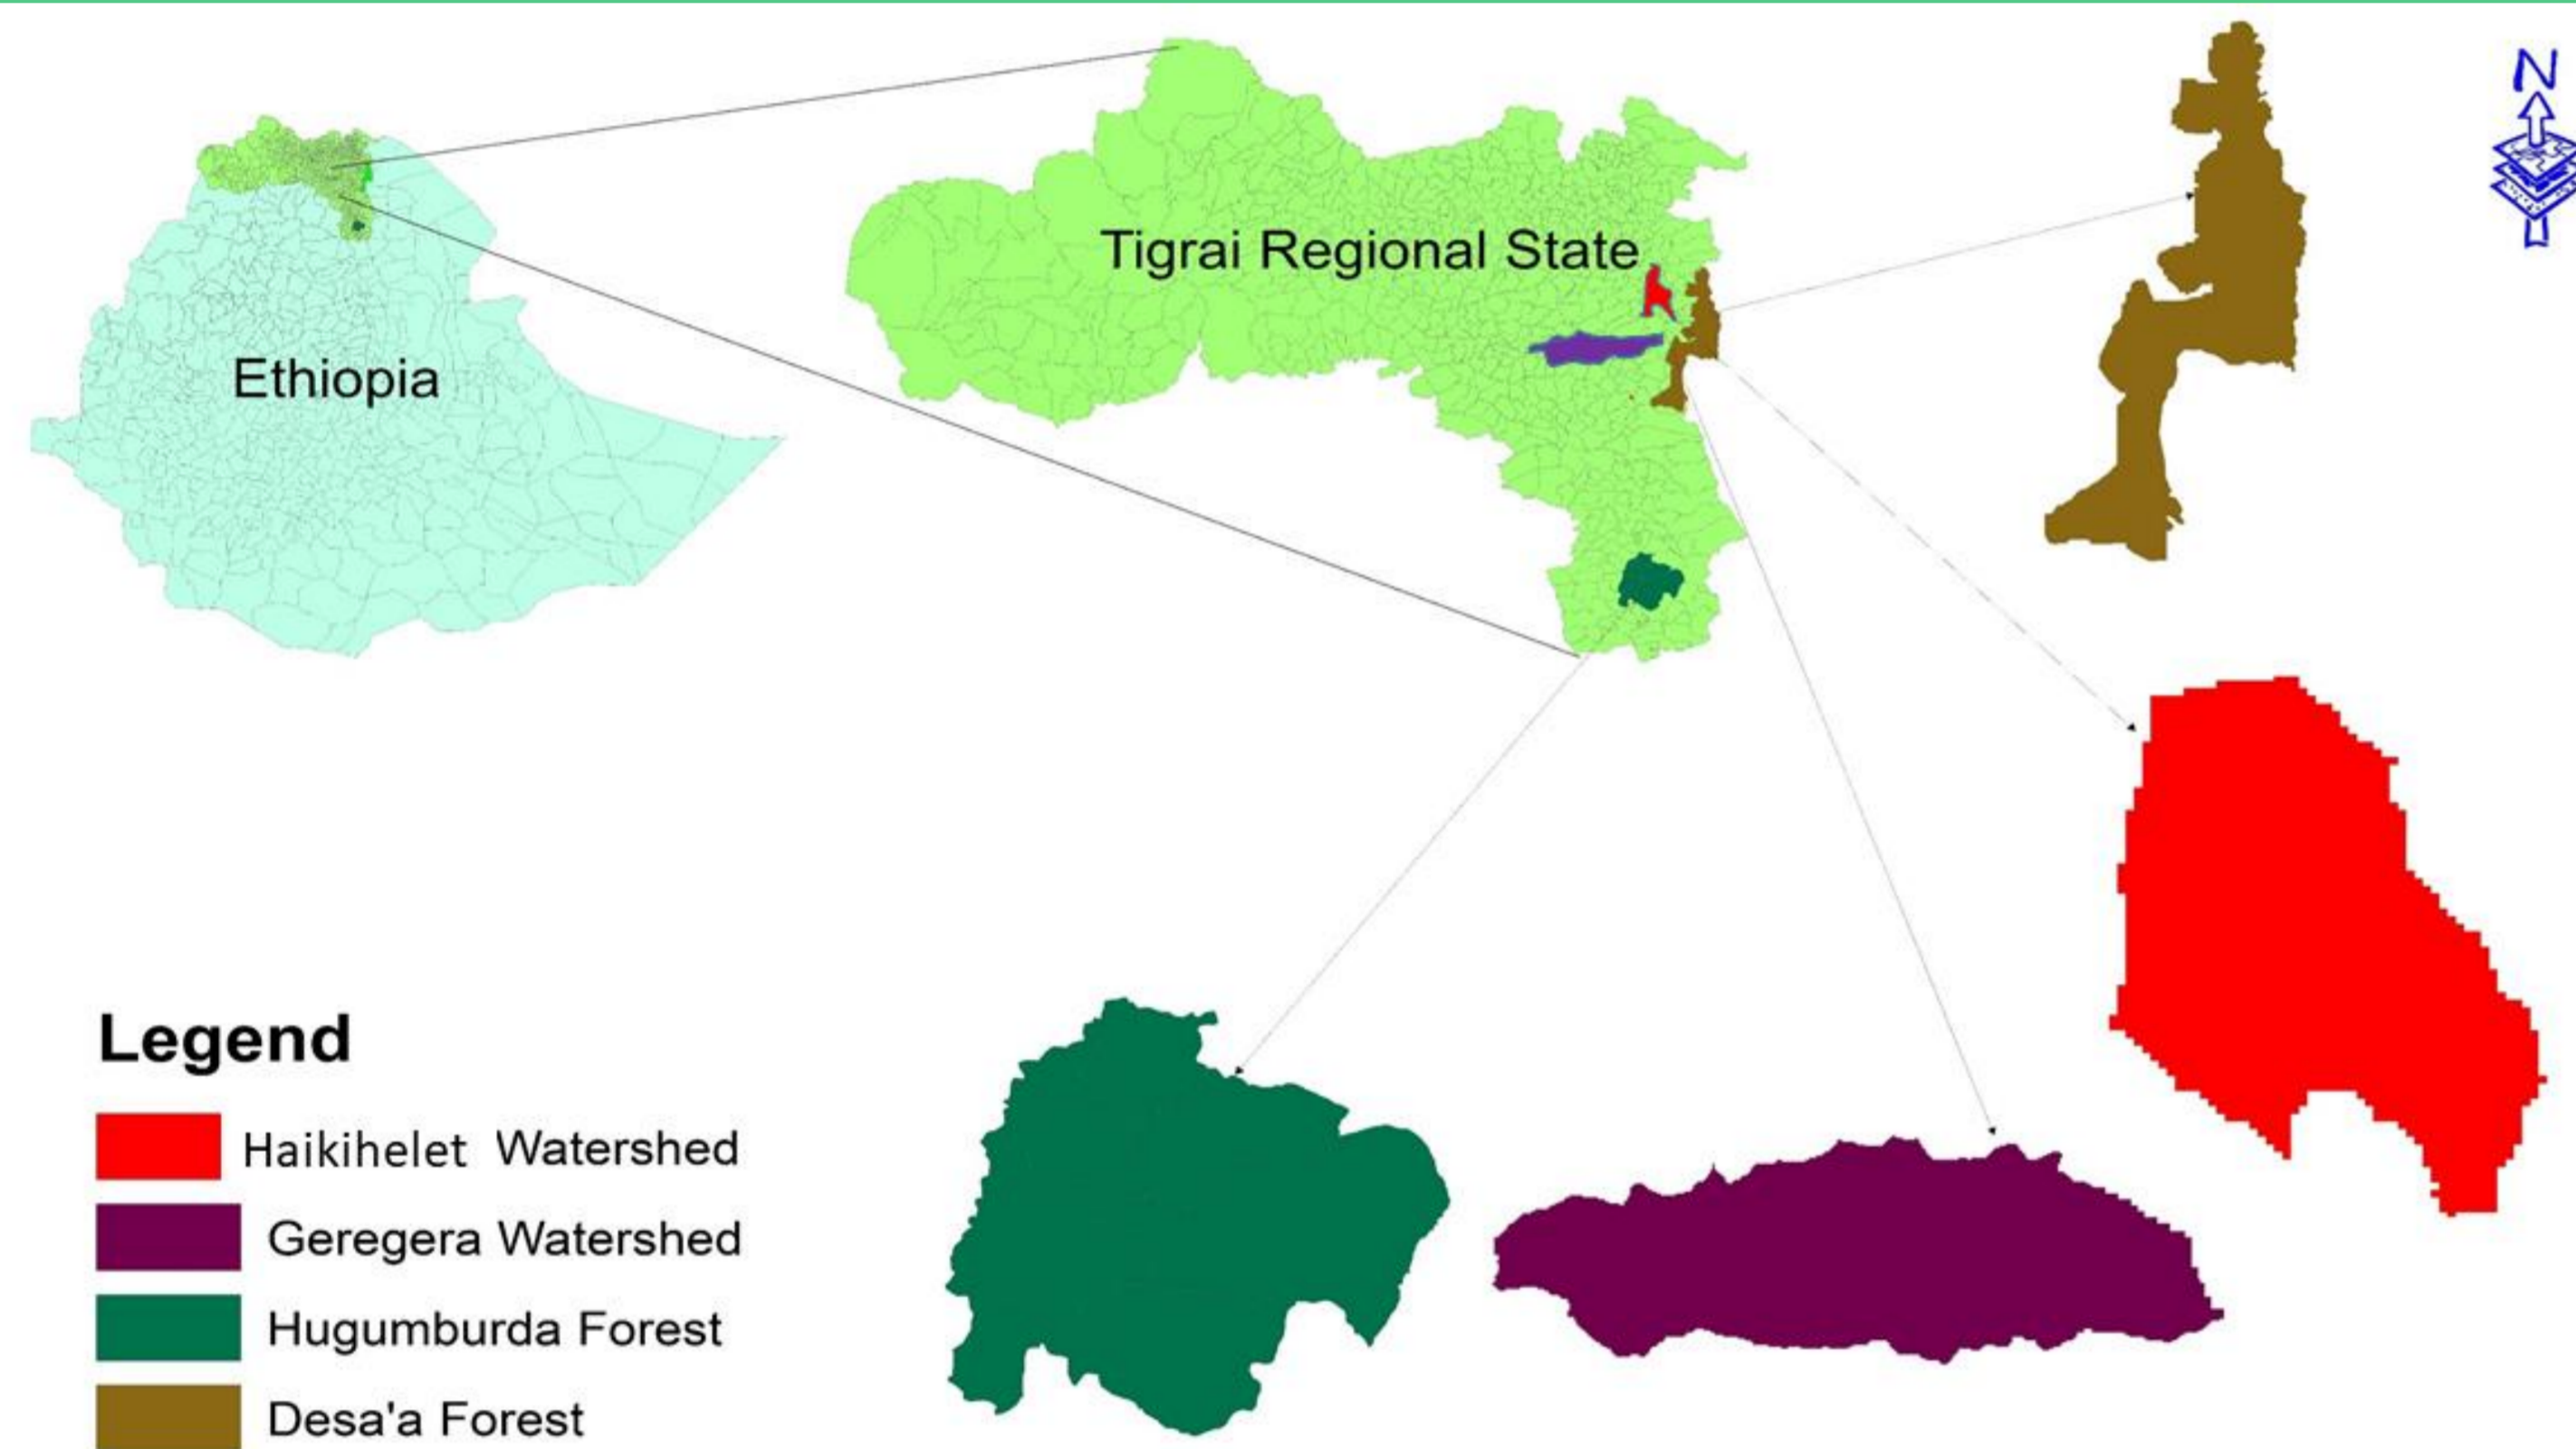 N
Tigrai Regional State
Ethiopia
Legend
Haikihelet Watershed
Geregera Watershed
Hugumburda Forest
Desa'a Forest